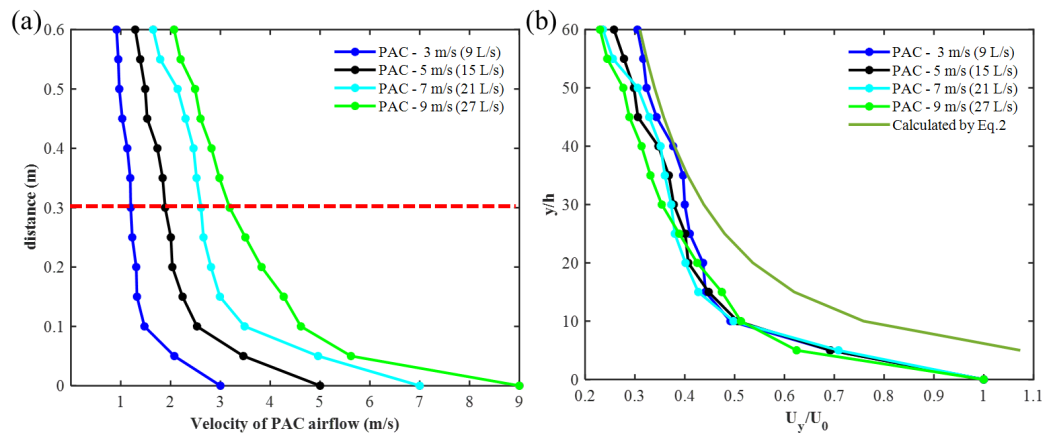 (a)
0.6
0.5
0.4
0.3
0.2
0.1
0
distance (m)
PAC - 3 m/s (9 L/s)
PAC - 5 m/s (15 L/s)
PAC - 7 m/s (21 L/s)
PAC - 9 m/s (27 L/s)
1 2 3 4 5 6 7 8 9
Velocity of PAC airflow (m/s)
(b)
60
50
40
30
20
10
0
y/h
PAC - 3 m/s (9 L/s)
PAC - 5 m/s (15 L/s)
PAC - 7 m/s (21 L/s)
PAC - 9 m/s (27 L/s)
Calculated by Eq.2
0.2 0.3 0.4 0.5 0.6 0.7 0.8 0.9 1 1.1
Uy/U0